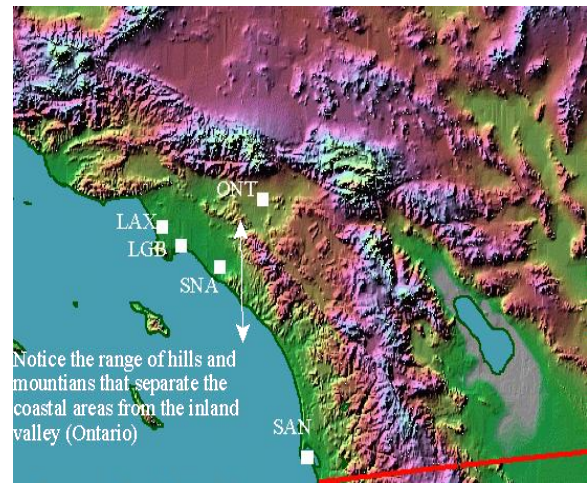 ONT
LAX
LGB
SNA
Notice the range of hills and
mountians that separate the
coastal areas from the inland
valley (Ontario)
SAN